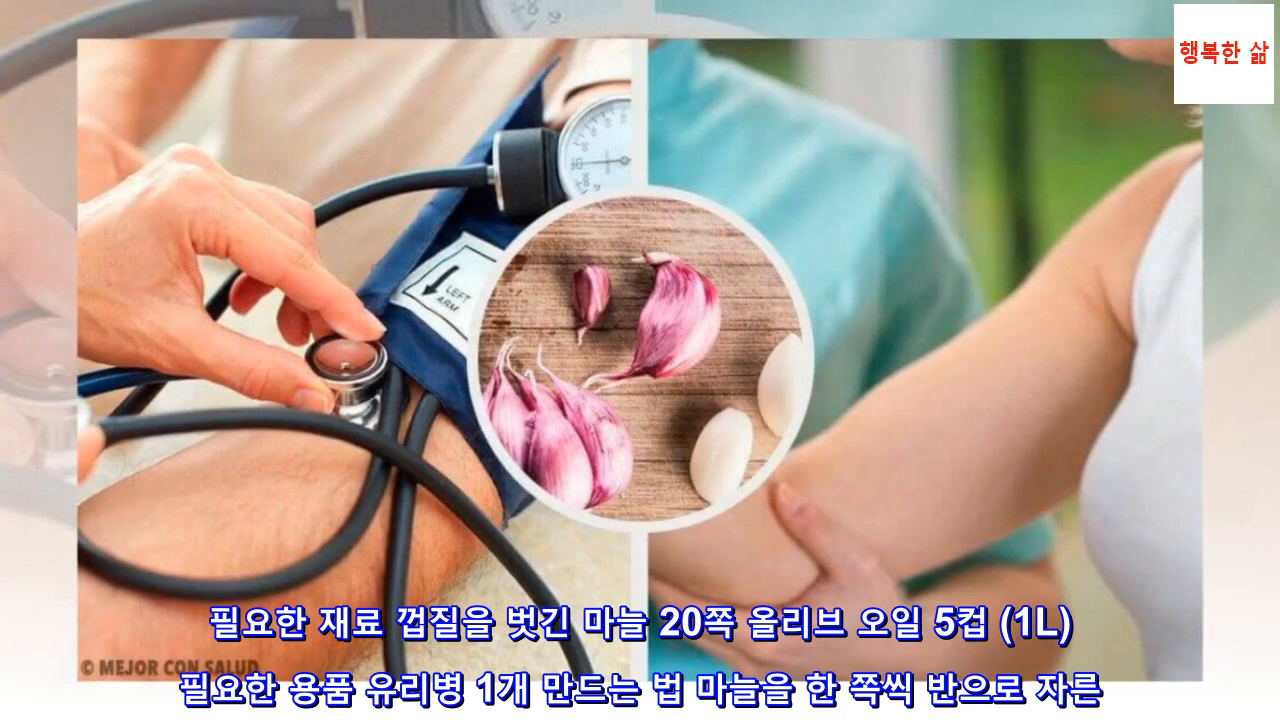 행복한 삶
LEFT
ARM
© MEJOR CON SALUD
필요한 재료 껍질을 벗긴 마늘 20쪽 올리브 오일 5컵 (1L)
필요한 용품 유리병 1개 만드는 법 마늘을 한 쪽씩 반으로 자른